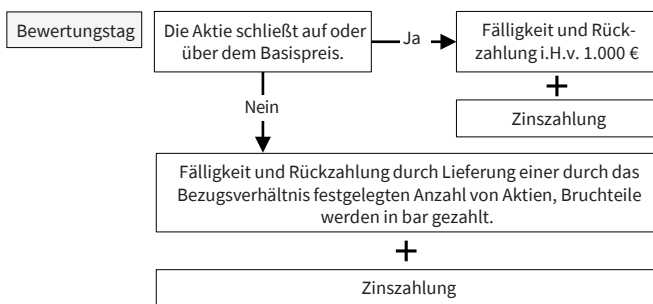 Bewertungstag
Die Aktie schließt auf oder
über dem Basispreis.
Ja
Fälligkeit und Rück-
zahlung i.H.v. 1.000 €
+
Zinszahlung
Nein
Fälligkeit und Rückzahlung durch Lieferung einer durch das
Bezugsverhältnis festgelegten Anzahl von Aktien, Bruchteile
werden in bar gezahlt.
+
Zinszahlung